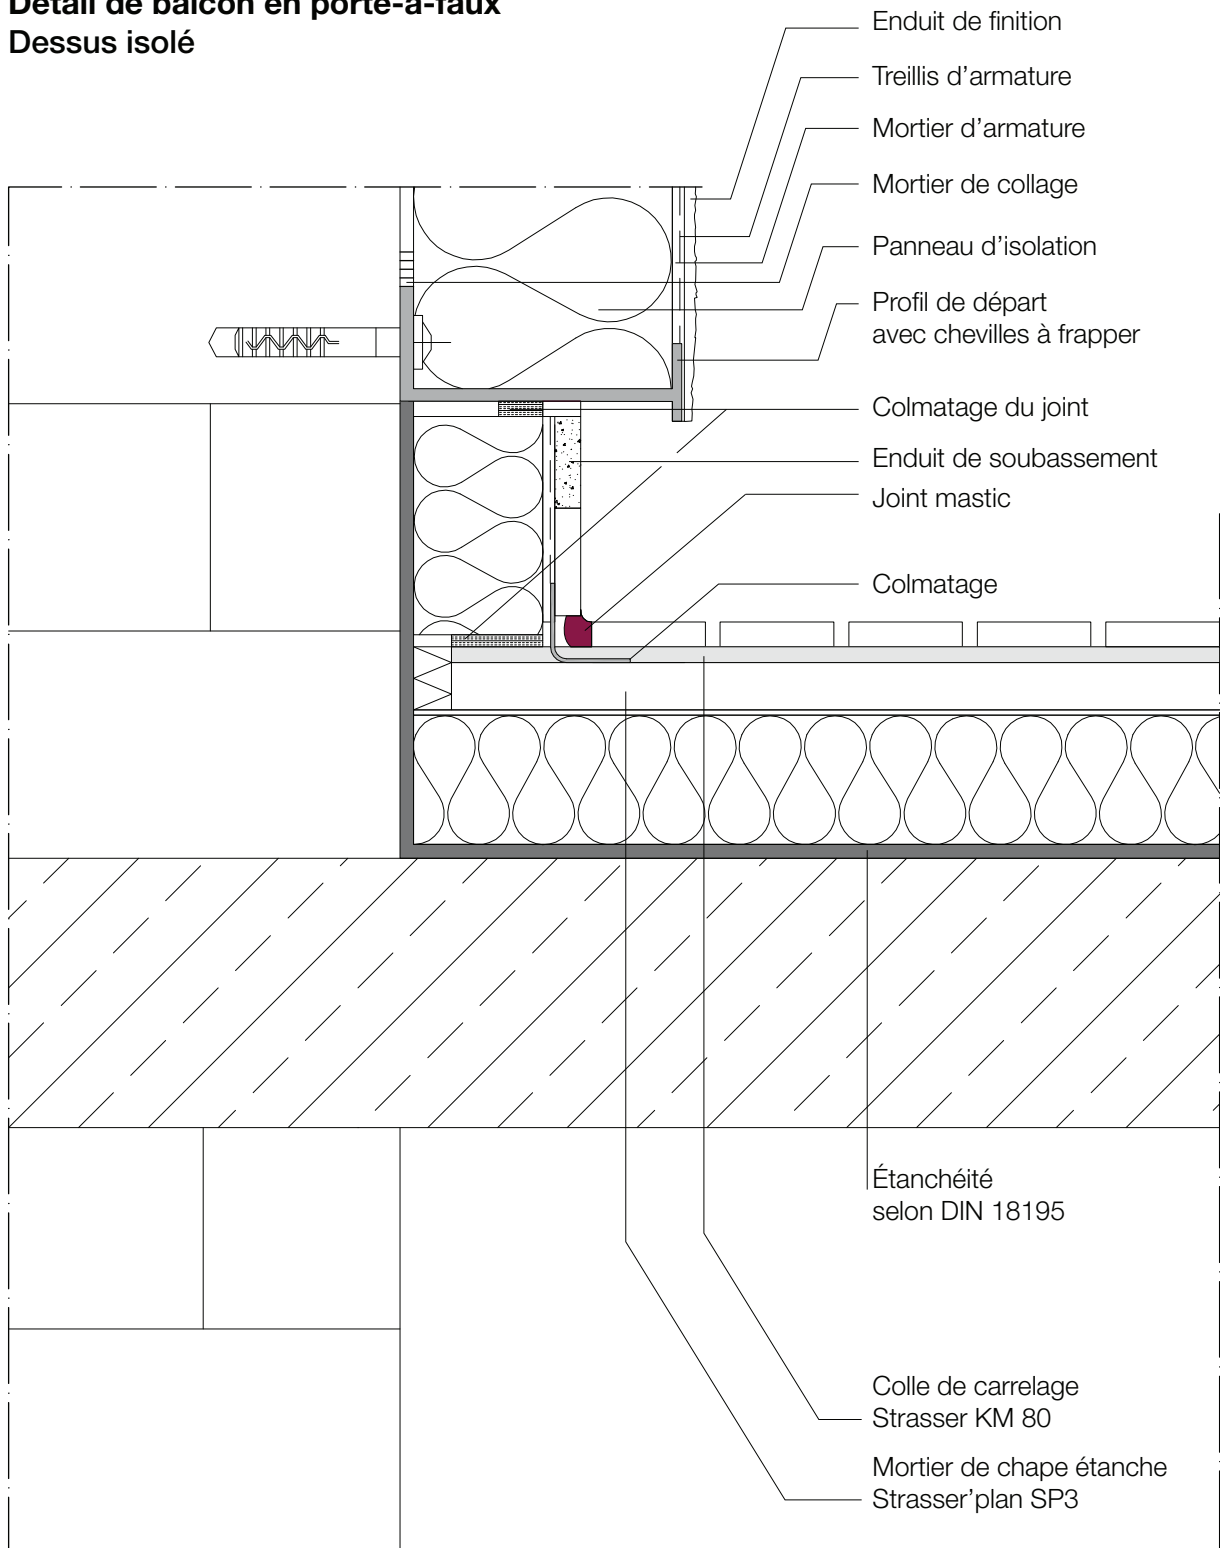 Détail de balcon en porte-à-faux
Dessus isolé
Enduit de finition
Treillis d'armature
Mortier d'armature
Mortier de collage
Panneau d'isolation
Profil de départ
avec chevilles à frapper
Colmatage du joint
Enduit de soubassement
Joint mastic
Colmatage
Étanchéité
selon DIN 18195
Colle de carrelage
Strasser KM 80
Mortier de chape étanche
Strasser'plan SP3